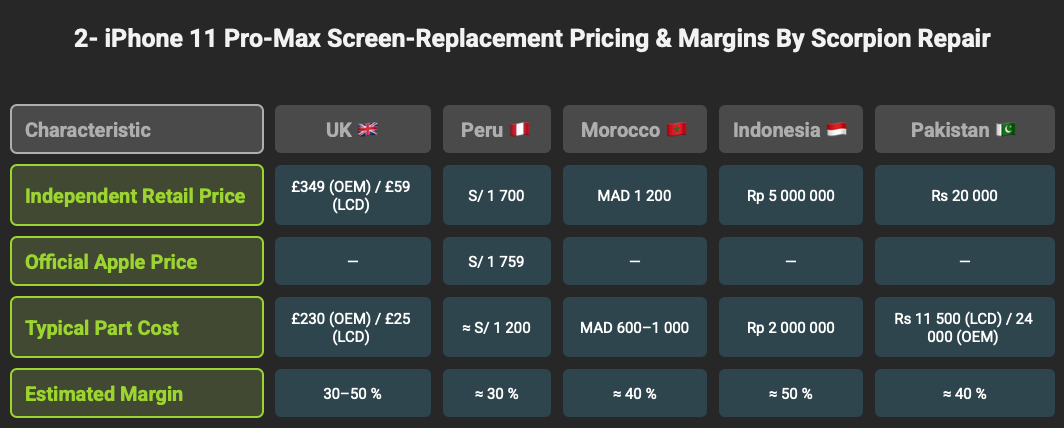 2- iPhone 11 Pro-Max Screen-Replacement Pricing & Margins By Scorpion Repair
Characteristic
UK 🇬🇧
Peru 🇵🇪
Morocco 🇲🇦
Indonesia 🇮🇩
Pakistan 🇵🇰
Independent Retail Price
£349 (OEM) / £59
(LCD)
S/ 1 700
MAD 1 200
Rp 5 000 000
Rs 20 000
Official Apple Price
—
S/ 1 759
—
—
—
Typical Part Cost
£230 (OEM) / £25
(LCD)
≈ S/ 1 200
MAD 600–1 000
Rp 2 000 000
Rs 11 500 (LCD) / 24
000 (OEM)
Estimated Margin
30–50 %
≈ 30 %
≈ 40 %
≈ 50 %
≈ 40 %